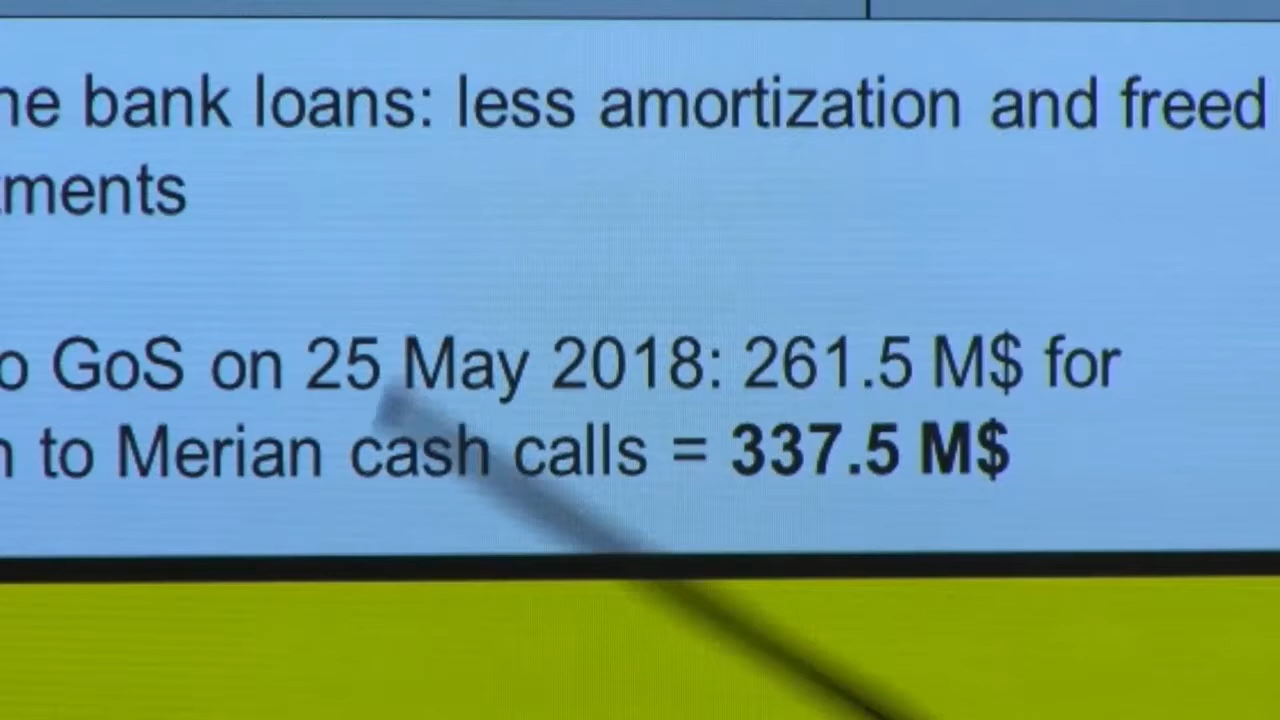 he bank loans: less amortization and freed
tments
o GoS on 25 May 2018: 261.5 M$ for
to Merian cash calls = 337.5 M$